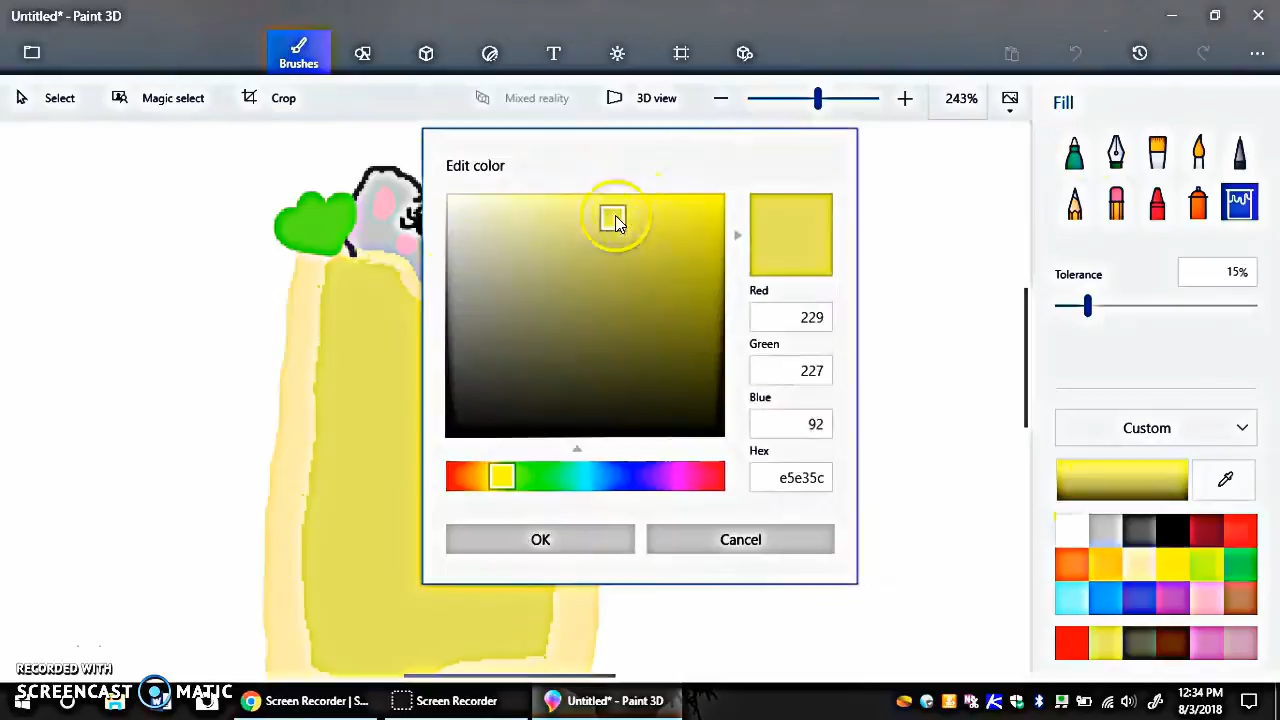 Untitled* - Paint 3D
Brushes
Select
Magic select
Crop
Mixed reality
3D view
243%
Fill
Edit color
Tolerance
15%
Red
229
Green
227
Blue
92
Hex
e5e35c
OK
Cancel
Custom
RECORDED WITH
SCREENCAST MATIC
Screen Recorder | S...
Screen Recorder
Untitled* - Paint 3D
12:34 PM
8/3/2018